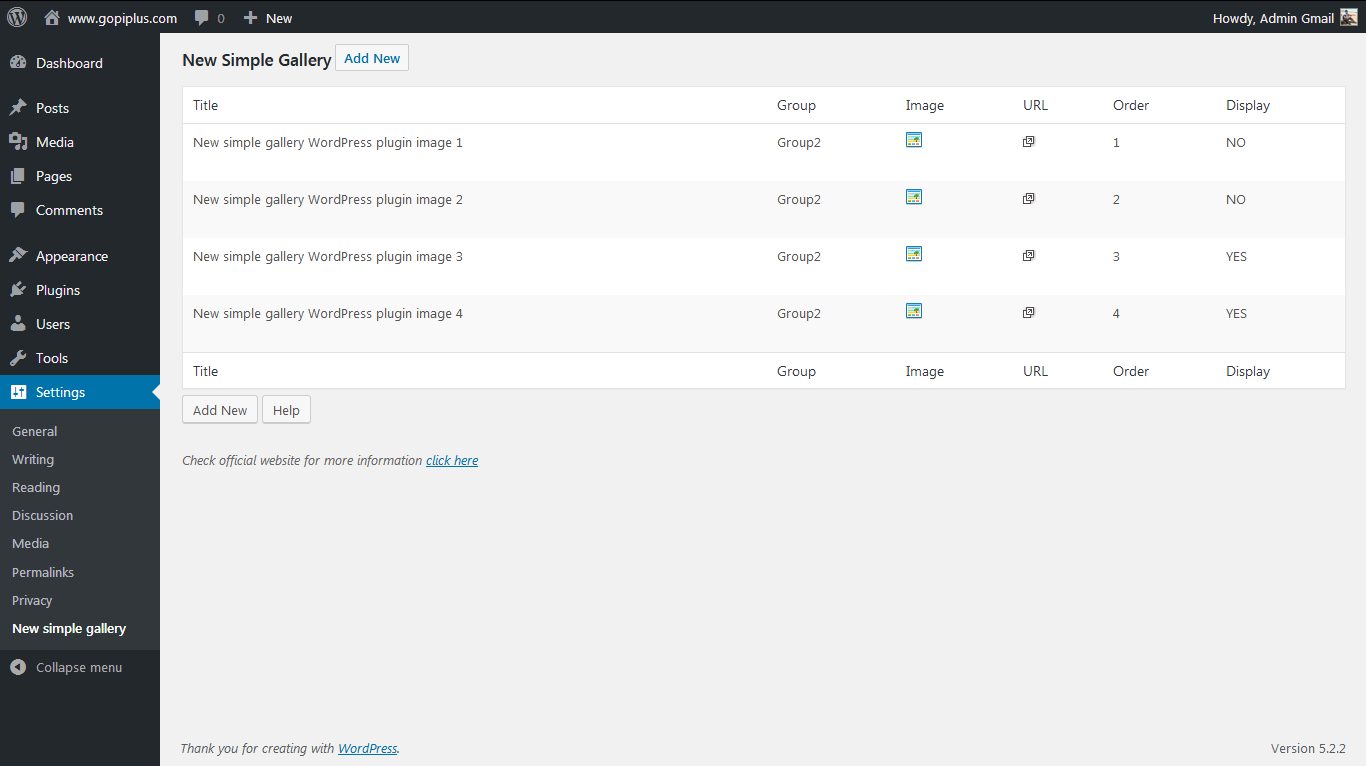 www.gopiplus.com 0 New Howdy, Admin Gmail
Dashboard
Posts
Media
Pages
Comments
Appearance
Plugins
Users
Tools
Settings
General
Writing
Reading
Discussion
Media
Permalinks
Privacy
New simple gallery
Collapse menu
New Simple Gallery Add New
Title Group Image URL Order Display
New simple gallery WordPress plugin image 1 Group2 1 NO
New simple gallery WordPress plugin image 2 Group2 2 NO
New simple gallery WordPress plugin image 3 Group2 3 YES
New simple gallery WordPress plugin image 4 Group2 4 YES
Title Group Image URL Order Display
Add New Help
Check official website for more information click here
Thank you for creating with WordPress. Version 5.2.2